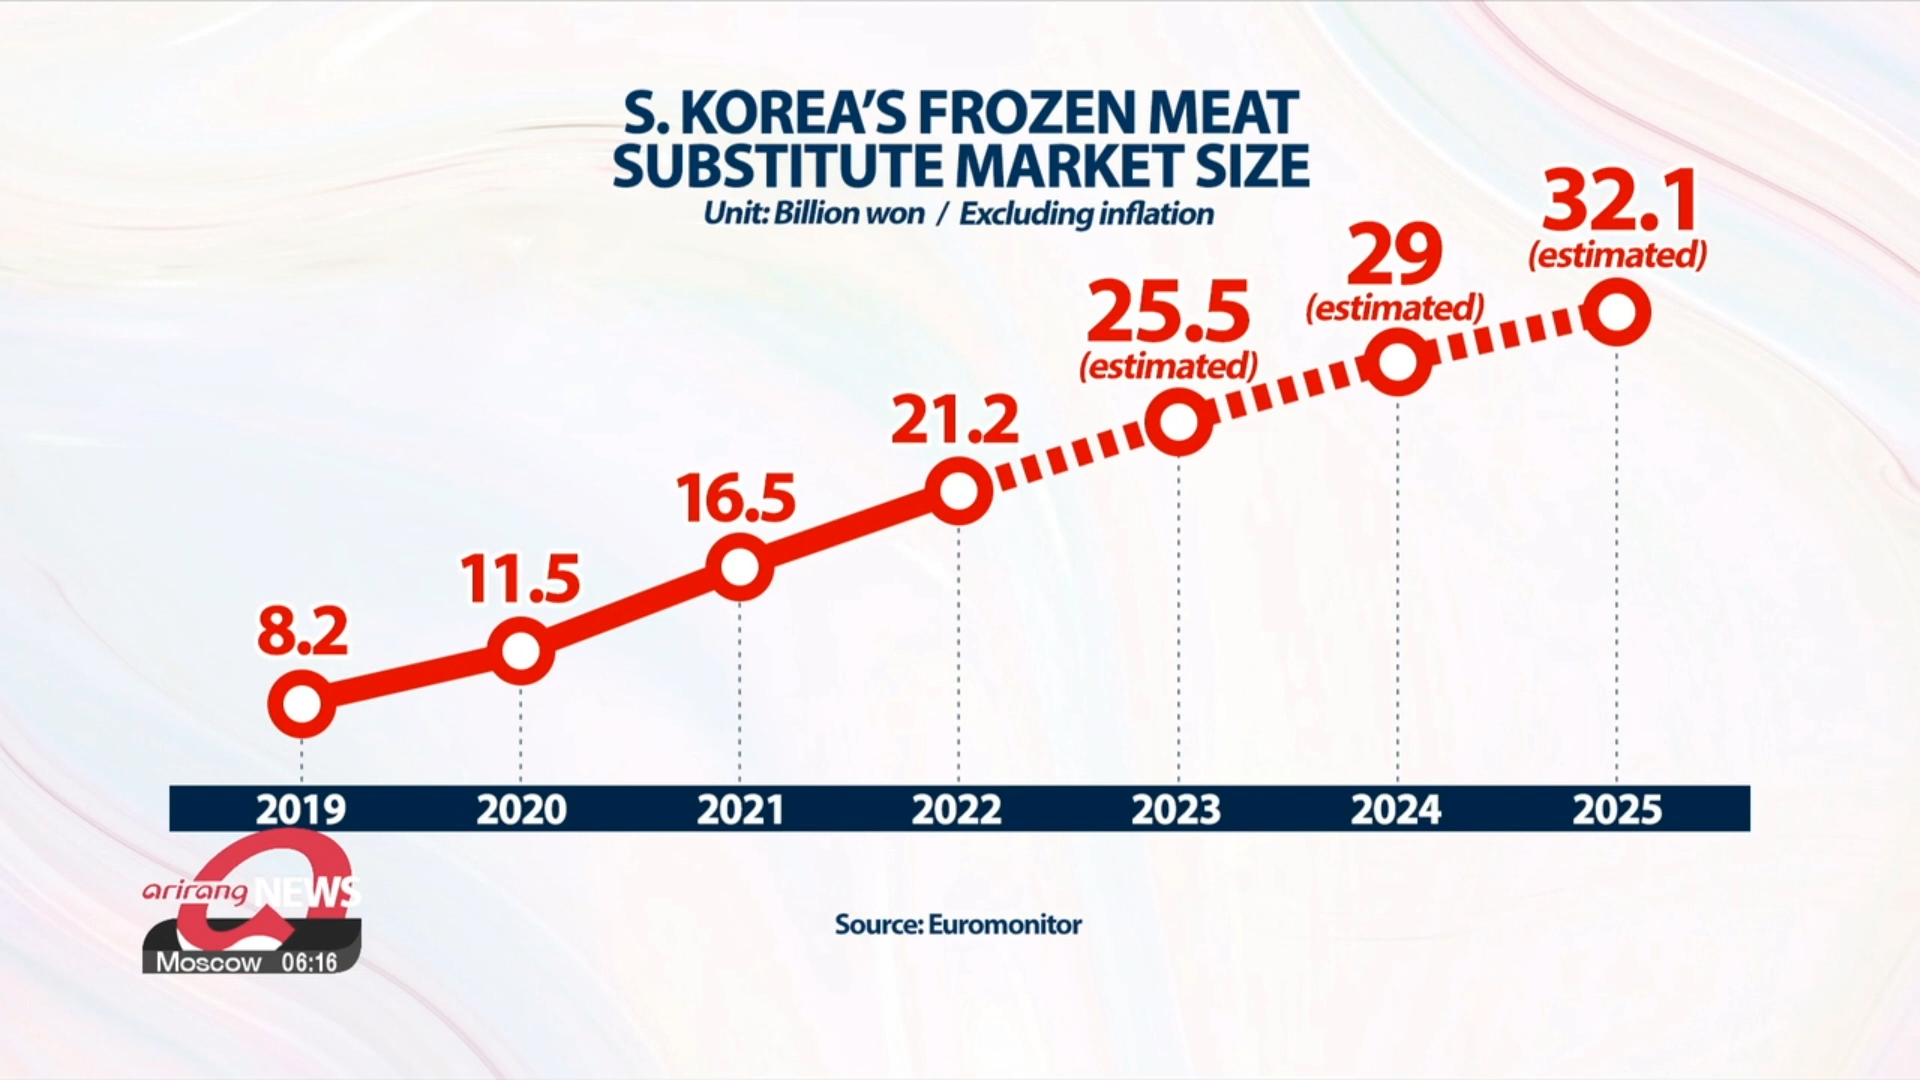 S. KOREA'S FROZEN MEAT
SUBSTITUTE MARKET SIZE
Unit: Billion won / Excluding inflation
8.2
11.5
16.5
21.2
25.5
(estimated)
29
(estimated)
32.1
(estimated)
2019 2020 2021 2022 2023 2024 2025
arirang NEWS
Moscow 06:16
Source: Euromonitor